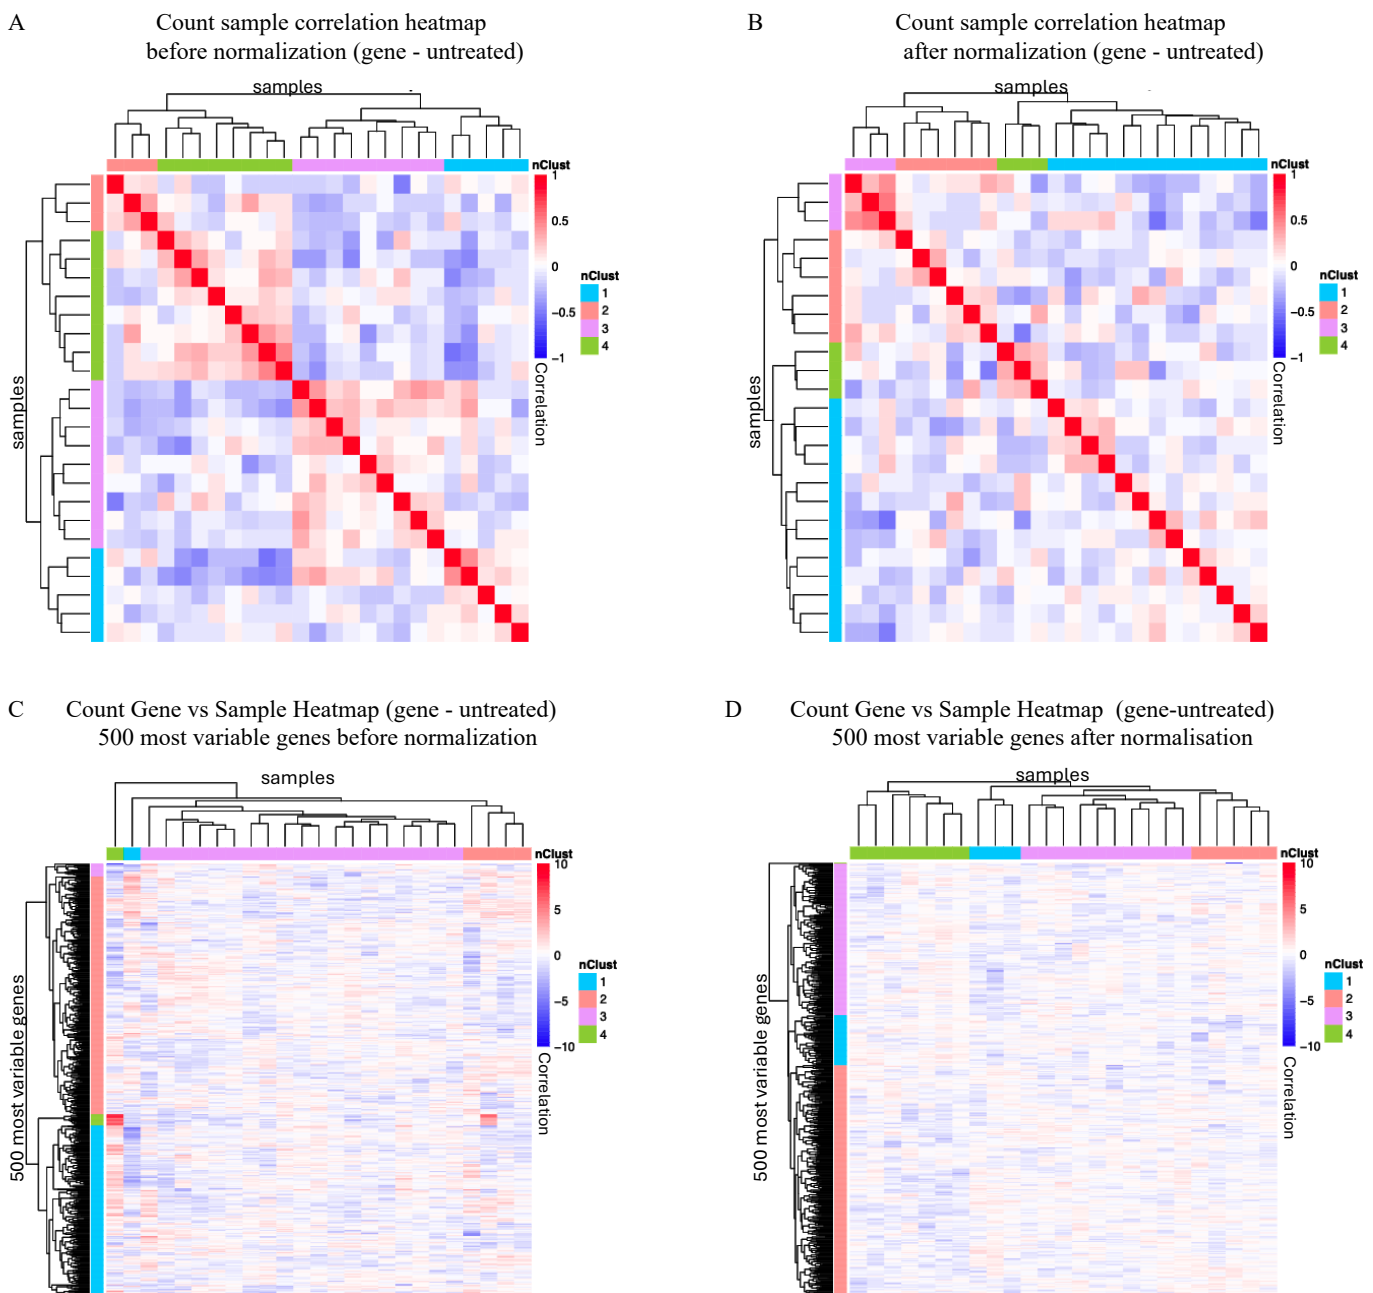 A
Count sample correlation heatmap
before normalization (gene - untreated)
samples
samples
nClust
1
0.5
0
−0.5
−1
Correlation
nClust
1
2
3
4
B
Count sample correlation heatmap
after normalization (gene - untreated)
samples
samples
nClust
1
0.5
0
−0.5
−1
Correlation
nClust
1
2
3
4
C
Count Gene vs Sample Heatmap (gene - untreated)
500 most variable genes before normalization
samples
500 most variable genes
nClust
10
5
0
−5
−10
Correlation
nClust
1
2
3
4
D
Count Gene vs Sample Heatmap (gene-untreated)
500 most variable genes after normalisation
samples
500 most variable genes
nClust
10
5
0
−5
−10
Correlation
nClust
1
2
3
4